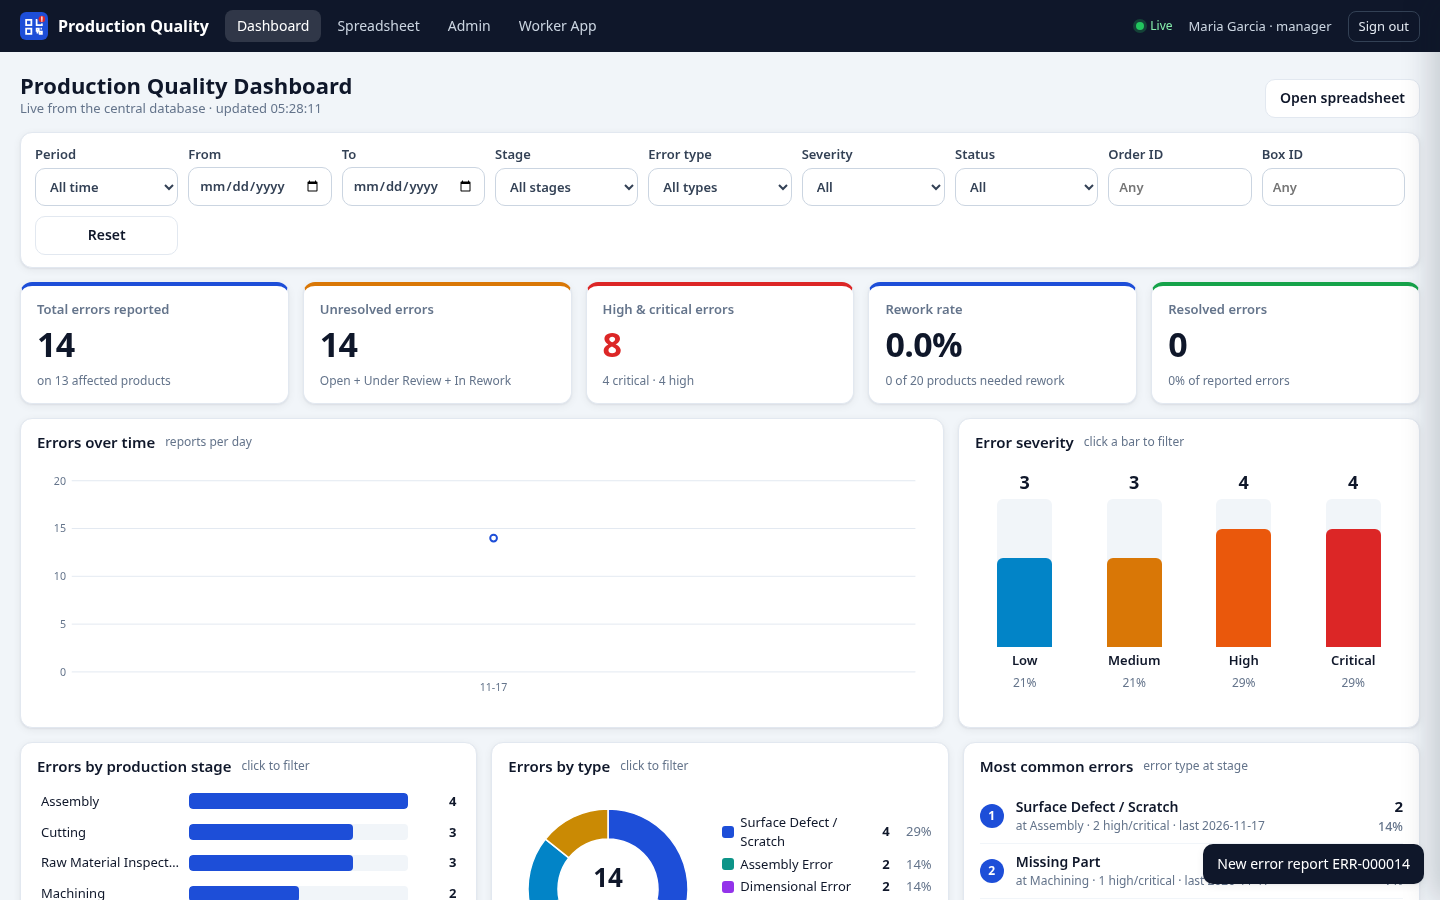 Production Quality
Dashboard
Spreadsheet
Admin
Worker App
Live
Maria Garcia · manager
Sign out
Production Quality Dashboard
Live from the central database · updated 05:28:11
Open spreadsheet
Period
From
To
Stage
Error type
Severity
Status
Order ID
Box ID
All time
mm/dd/yyyy
mm/dd/yyyy
All stages
All types
All
All
Any
Any
Reset
Total errors reported
14
on 13 affected products
Unresolved errors
14
Open + Under Review + In Rework
High & critical errors
8
4 critical · 4 high
Rework rate
0.0%
0 of 20 products needed rework
Resolved errors
0
0% of reported errors
Errors over time reports per day
20
15
10
5
0
11-17
Error severity click a bar to filter
3
3
4
4
Low
Medium
High
Critical
21%
21%
29%
29%
Errors by production stage click to filter
Assembly 4
Cutting 3
Raw Material Inspect... 3
Machining 2
Errors by type click to filter
14
Surface Defect / Scratch 4 29%
Assembly Error 2 14%
Dimensional Error 2 14%
Most common errors error type at stage
1
Surface Defect / Scratch 2
at Assembly · 2 high/critical · last 2026-11-17 14%
2
Missing Part
at Machining · 1 high/critical · last
New error report ERR-000014